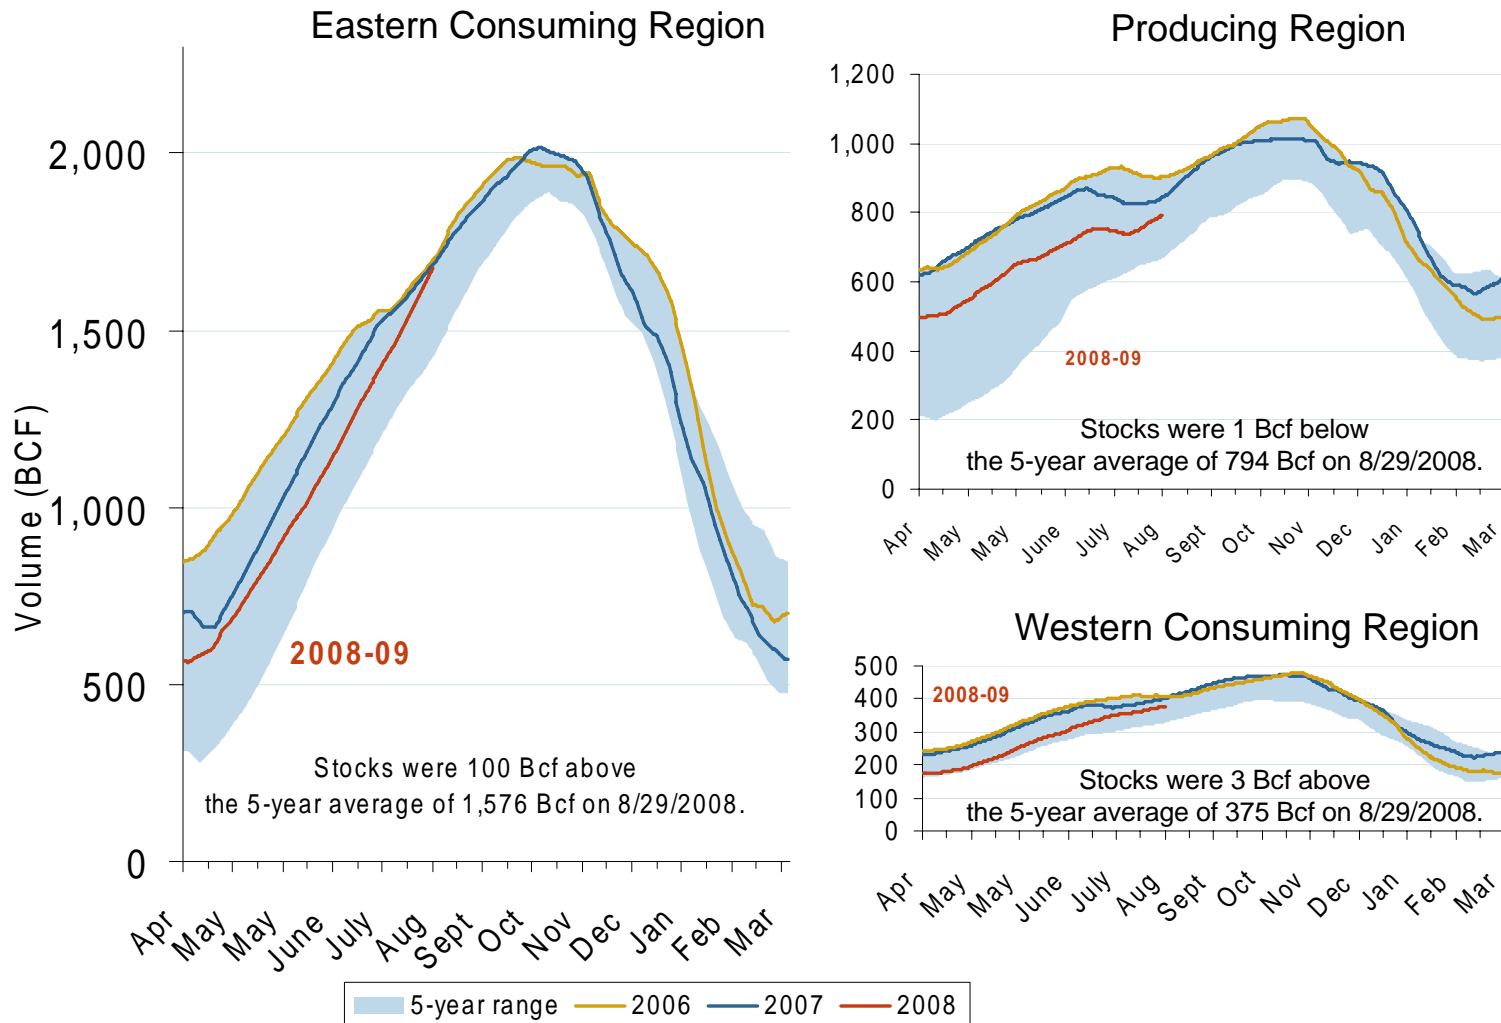 Eastern Consuming Region
Volume (BCF)
2,000
1,500
1,000
500
0
2008-09
Stocks were 100 Bcf above
the 5-year average of 1,576 Bcf on 8/29/2008.
Apr May May June July Aug Sept Oct Nov Dec Jan Feb Mar
Producing Region
1,200
1,000
800
600
400
200
0
2008-09
Stocks were 1 Bcf below
the 5-year average of 794 Bcf on 8/29/2008.
Apr May May June July Aug Sept Oct Nov Dec Jan Feb Mar
Western Consuming Region
500
400
300
200
100
0
2008-09
Stocks were 3 Bcf above
the 5-year average of 375 Bcf on 8/29/2008.
Apr May May June July Aug Sept Oct Nov Dec Jan Feb Mar
5-year range 2006 2007 2008